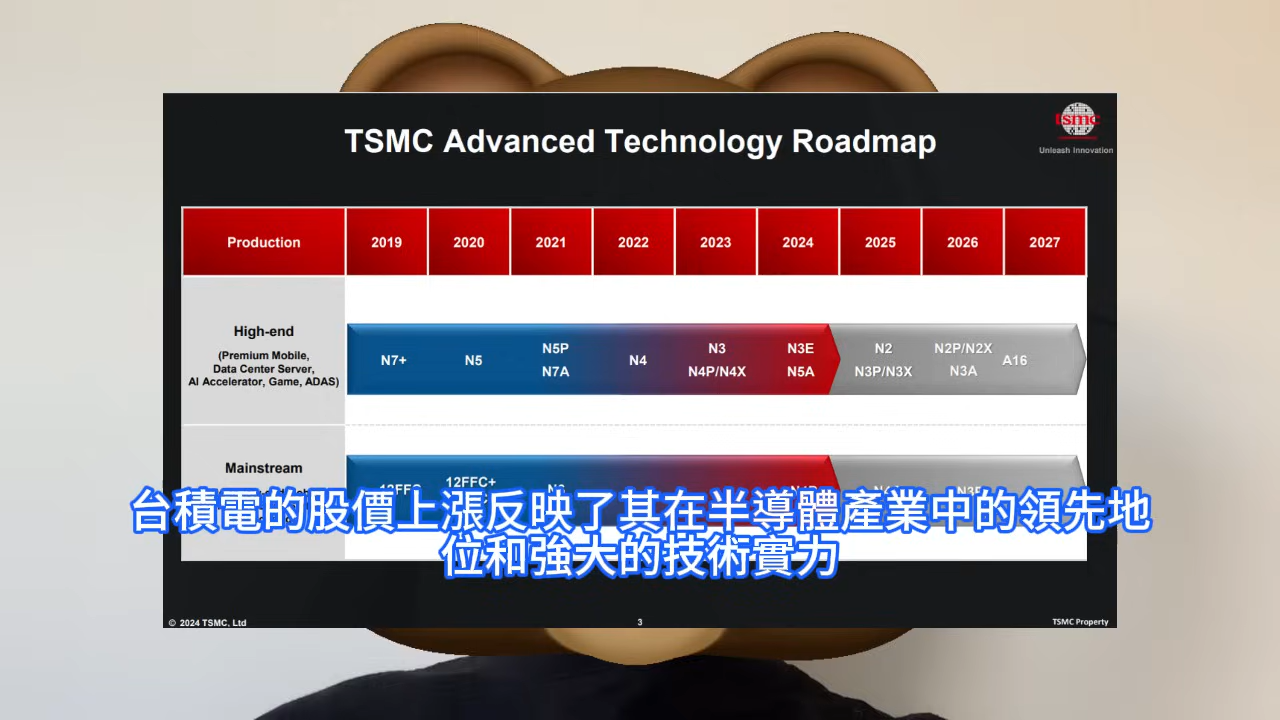 TSMC Advanced Technology Roadmap
tsmc
Unleash Innovation
Production 2019 2020 2021 2022 2023 2024 2025 2026 2027
High-end
(Premium Mobile,
Data Center Server,
AI Accelerator, Game, ADAS)
N7+ N5 N5P N4 N3 N3E N2 N2P/N2X A16
N7A N4P/N4X N5A N3P/N3X N3A
Mainstream
12FFC+
台積電的股價上漲反映了其在半導體產業中的領先地
位和強大的技術實力
© 2024 TSMC, Ltd
3
TSMC Property